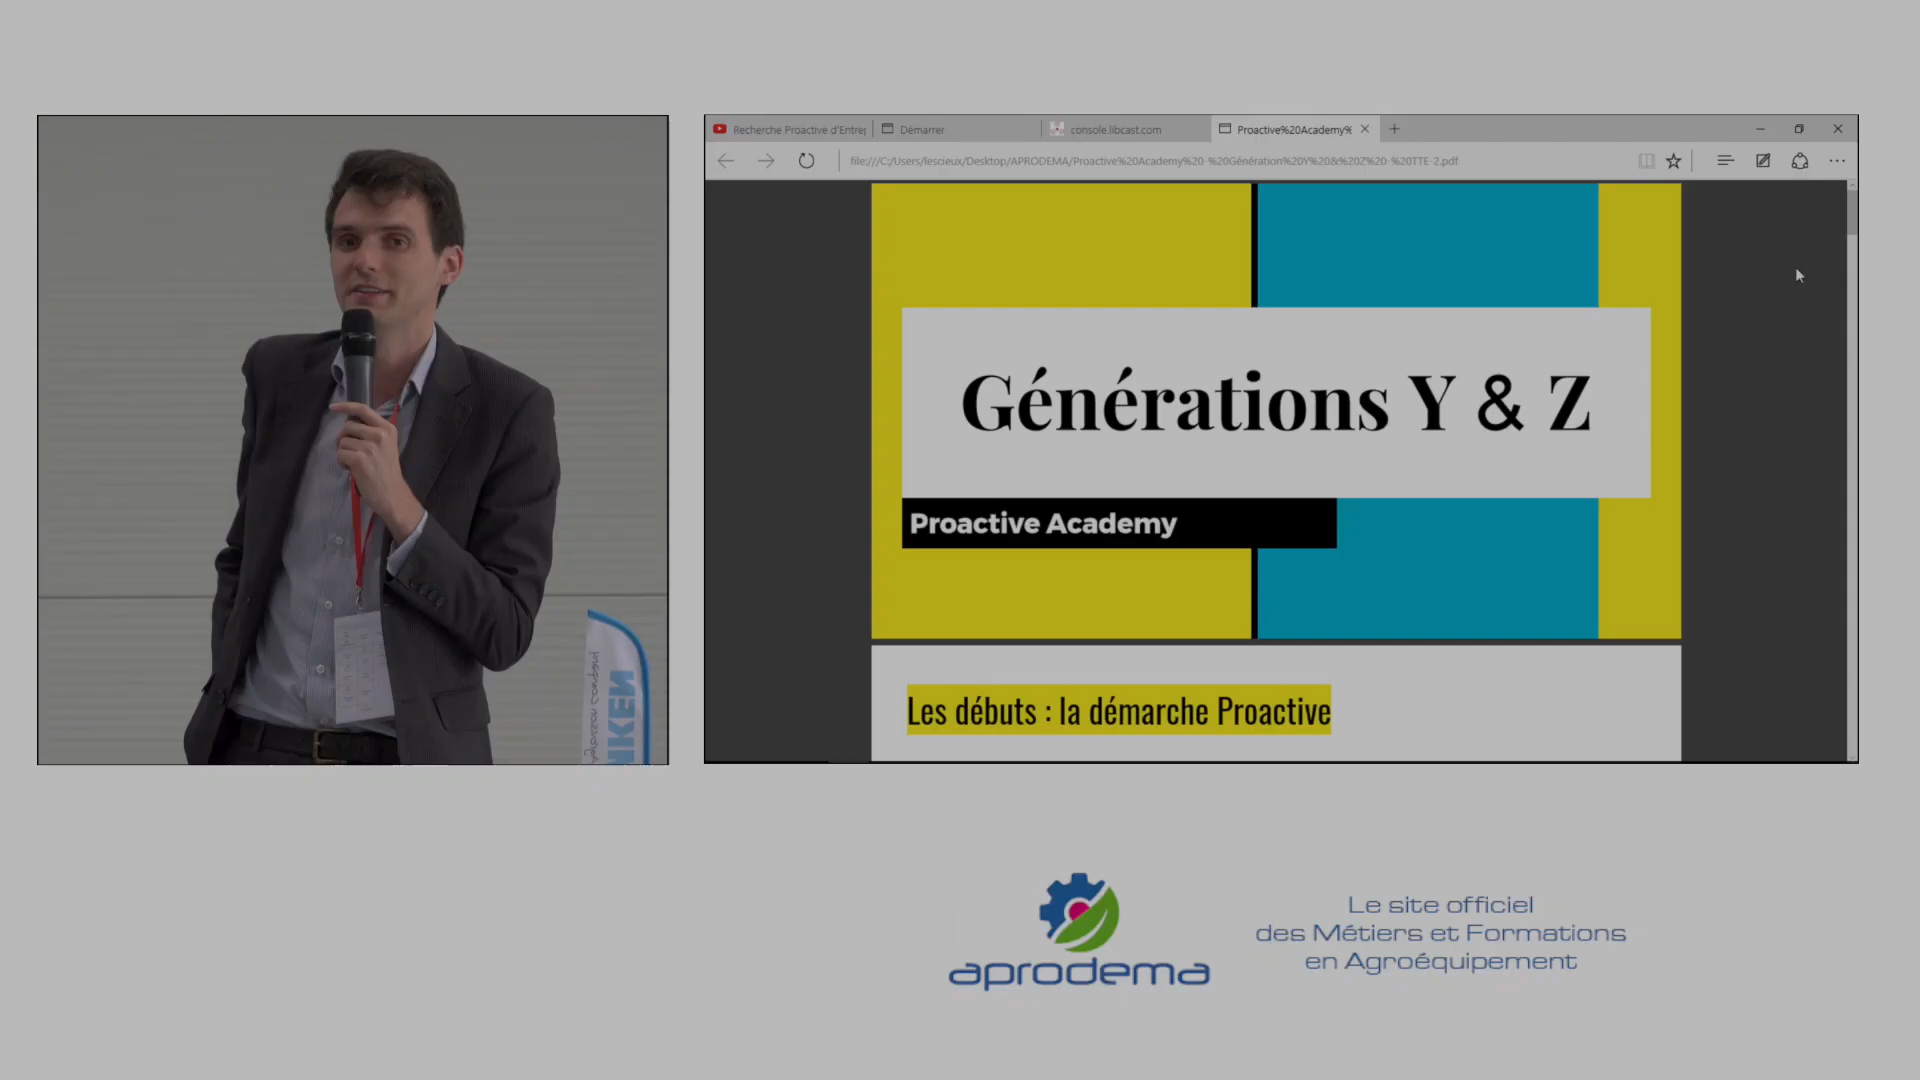 Recherche Proactive d'Entrep
Démarrer
console.libcast.com
Proactive%20Academy%
file:///C:/Users/lescieux/Desktop/APRODEMA/Proactive%20Academy%20-%20Génération%20Y%20&%20Z%20-%20TTE-2.pdf
Générations Y & Z
Proactive Academy
Les débuts : la démarche Proactive
NKEN
aprodema
Le site officiel
des Métiers et Formations
en Agroéquipement